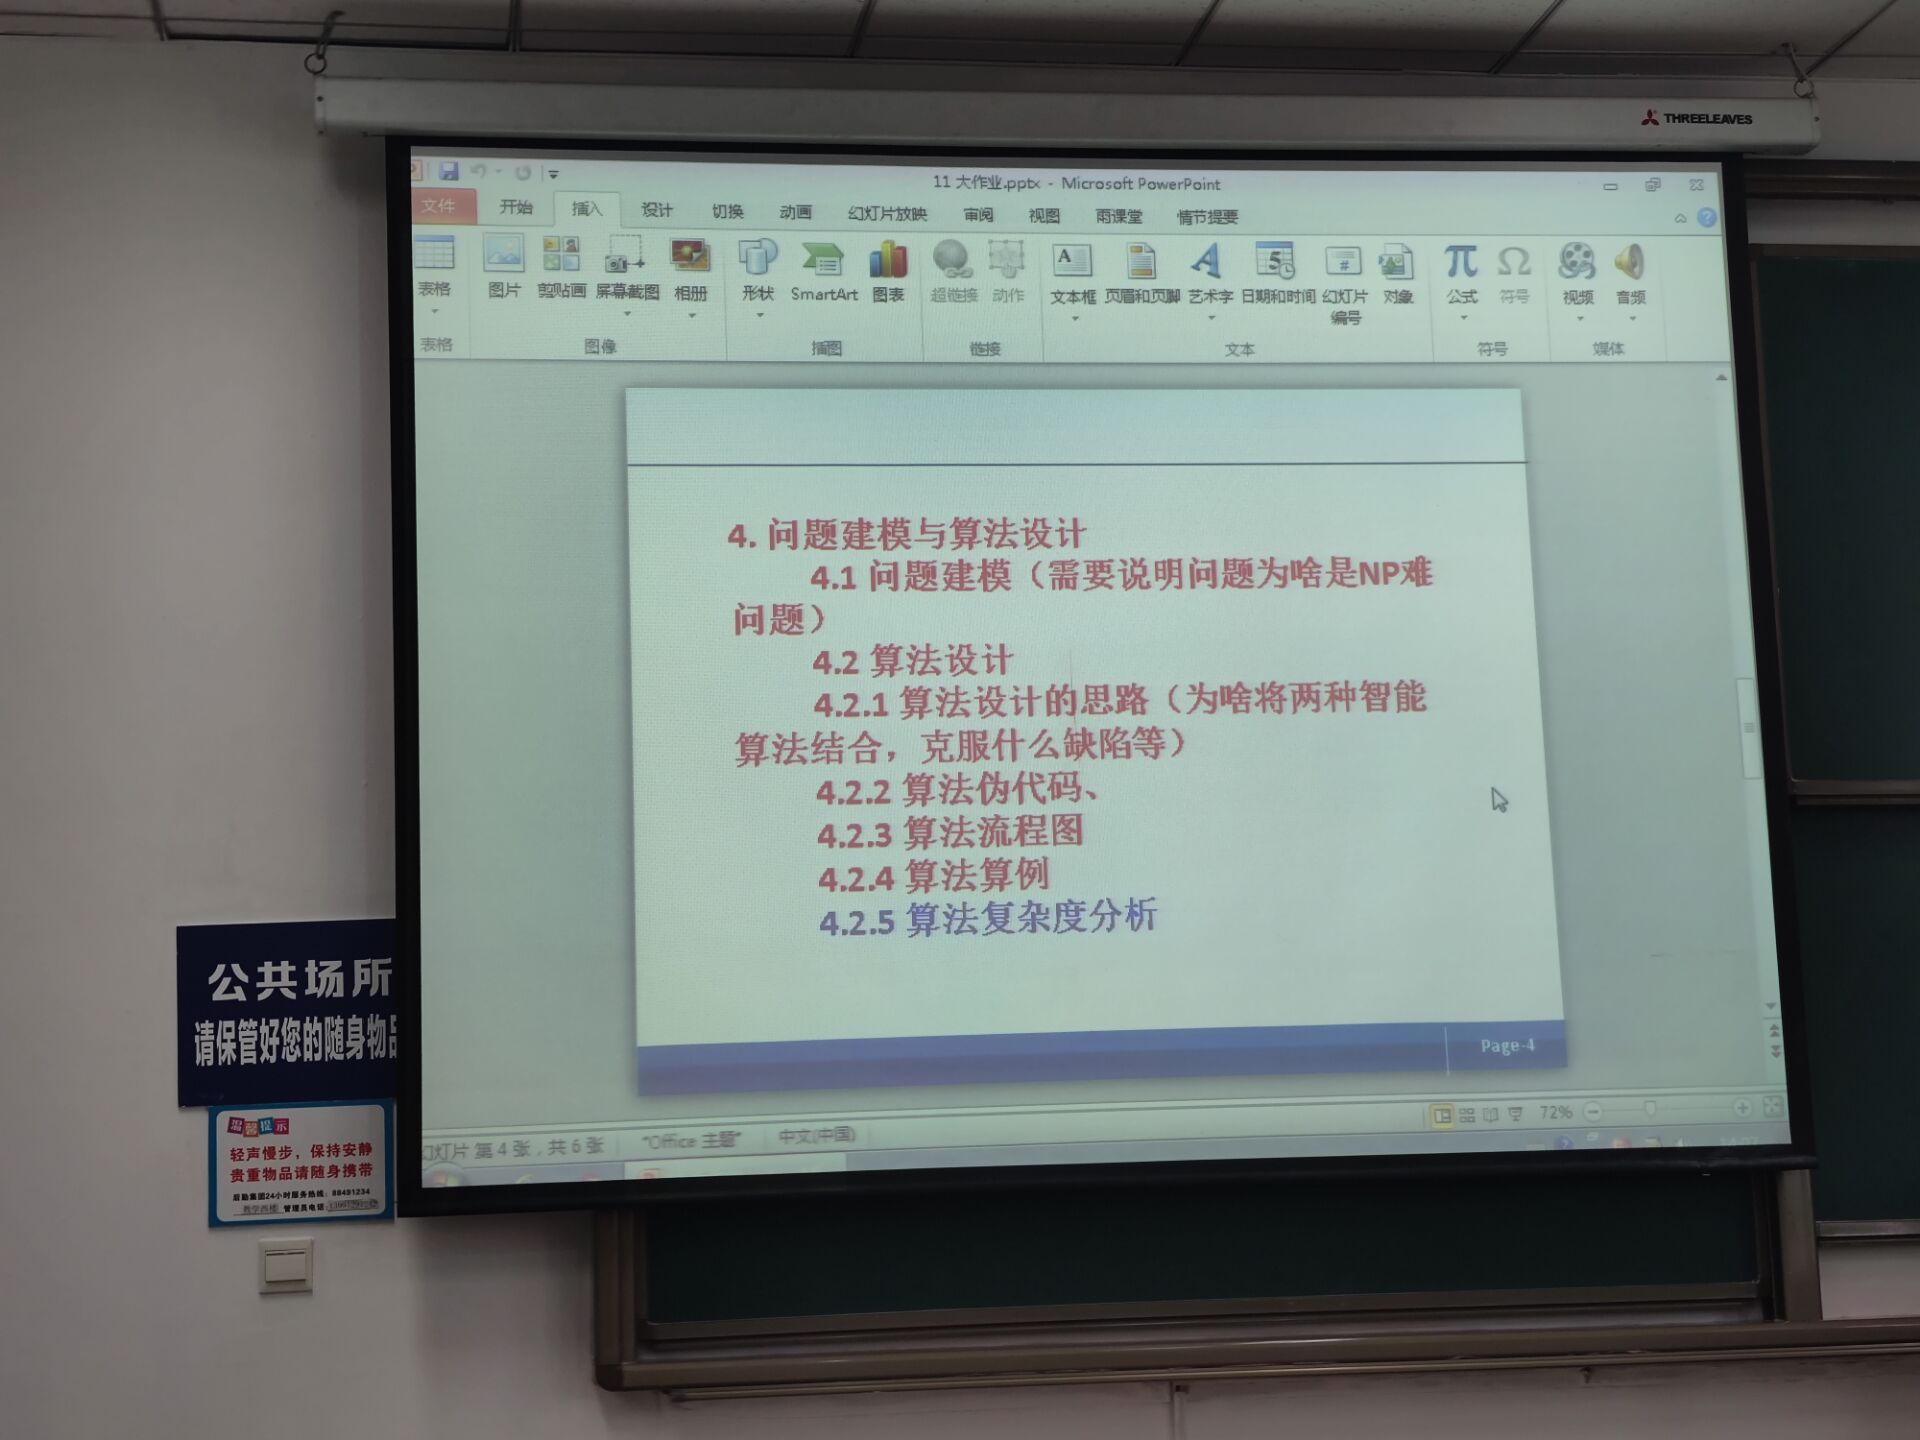 THREELEAVES
11 大作业.pptx - Microsoft PowerPoint
文件 开始 插入 设计 切换 动画 幻灯片放映 审阅 视图 雨课堂 情节提要
表格 图片 剪贴画 屏幕截图 相册 形状 SmartArt 图表 超链接 动作 文本框 页眉和页脚 艺术字 日期和时间 幻灯片 对象 公式 符号 视频 音频
编号
表格 图像 插图 链接 文本 符号 媒体
4. 问题建模与算法设计
4.1 问题建模（需要说明问题为啥是NP难
问题）
4.2 算法设计
4.2.1 算法设计的思路（为啥将两种智能
算法结合，克服什么缺陷等）
4.2.2 算法伪代码、
4.2.3 算法流程图
4.2.4 算法算例
4.2.5 算法复杂度分析
Page-4
幻灯片 第 4 张，共 6 张 "Office 主题" 中文(中国) 72%
公共场所
请保管好您的随身物品
温馨提示
轻声慢步，保持安静
贵重物品请随身携带
后勤集团24小时服务热线：88491234
管理员电话：